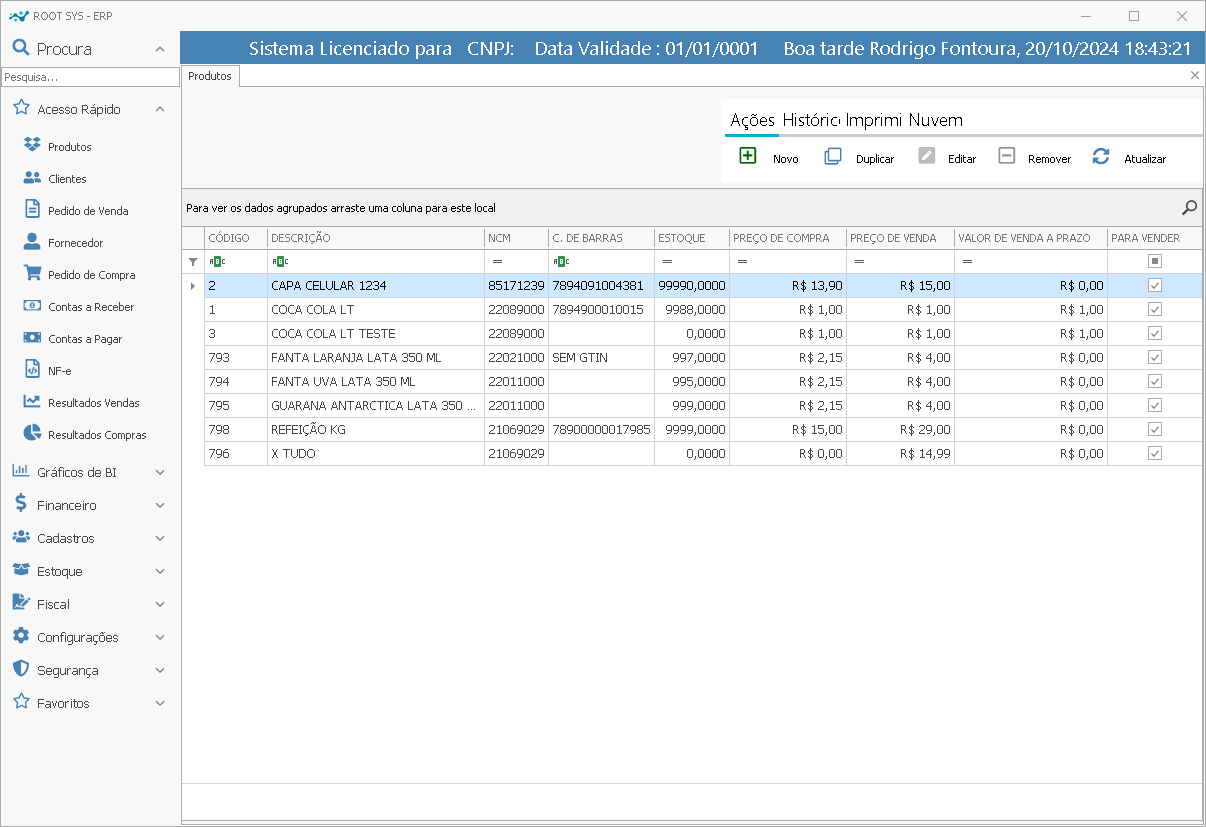 ROOT SYS - ERP
Procura
Sistema Licenciado para CNPJ: Data Validade : 01/01/0001 Boa tarde Rodrigo Fontoura, 20/10/2024 18:43:21
Pesquisa...
Produtos
Acesso Rápido
Produtos
Clientes
Pedido de Venda
Fornecedor
Pedido de Compra
Contas a Receber
Contas a Pagar
NF-e
Resultados Vendas
Resultados Compras
Gráficos de BI
Financeiro
Cadastros
Estoque
Fiscal
Configurações
Segurança
Favoritos
Ações Históric Imprimi Nuvem
Novo Duplicar Editar Remover Atualizar
Para ver os dados agrupados arraste uma coluna para este local
CÓDIGO DESCRIÇÃO NCM C. DE BARRAS ESTOQUE PREÇO DE COMPRA PREÇO DE VENDA VALOR DE VENDA A PRAZO PARA VENDER
ABC ABC = ABC = = = =
2 CAPA CELULAR 1234 85171239 7894091004381 99990,0000 R$ 13,90 R$ 15,00 R$ 0,00
1 COCA COLA LT 22089000 7894900010015 9988,0000 R$ 1,00 R$ 1,00 R$ 1,00
3 COCA COLA LT TESTE 22089000 0,0000 R$ 1,00 R$ 1,00 R$ 1,00
793 FANTA LARANJA LATA 350 ML 22021000 SEM GTIN 997,0000 R$ 2,15 R$ 4,00 R$ 0,00
794 FANTA UVA LATA 350 ML 22011000 995,0000 R$ 2,15 R$ 4,00 R$ 0,00
795 GUARANA ANTARCTICA LATA 350 ... 22011000 999,0000 R$ 2,15 R$ 4,00 R$ 0,00
798 REFEIÇÃO KG 21069029 78900000017985 9999,0000 R$ 15,00 R$ 29,00 R$ 0,00
796 X TUDO 21069029 0,0000 R$ 0,00 R$ 14,99 R$ 0,00